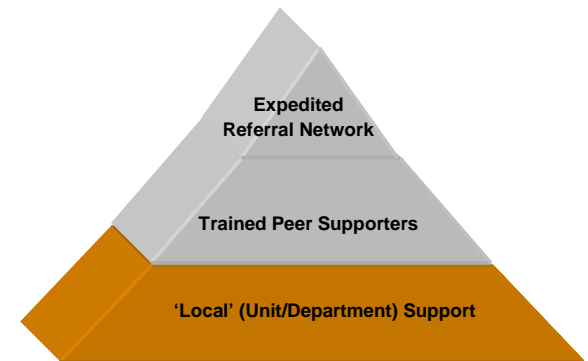 Expedited
Referral Network
Trained Peer Supporters
‘Local’ (Unit/Department) Support